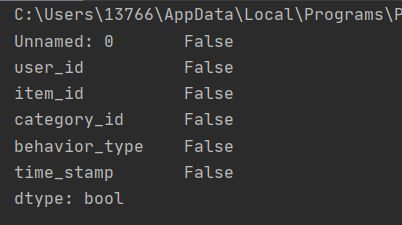 C:\Users\13766\AppData\Local\Programs\P
Unnamed: 0       False
user_id          False
item_id          False
category_id      False
behavior_type    False
time_stamp       False
dtype: bool